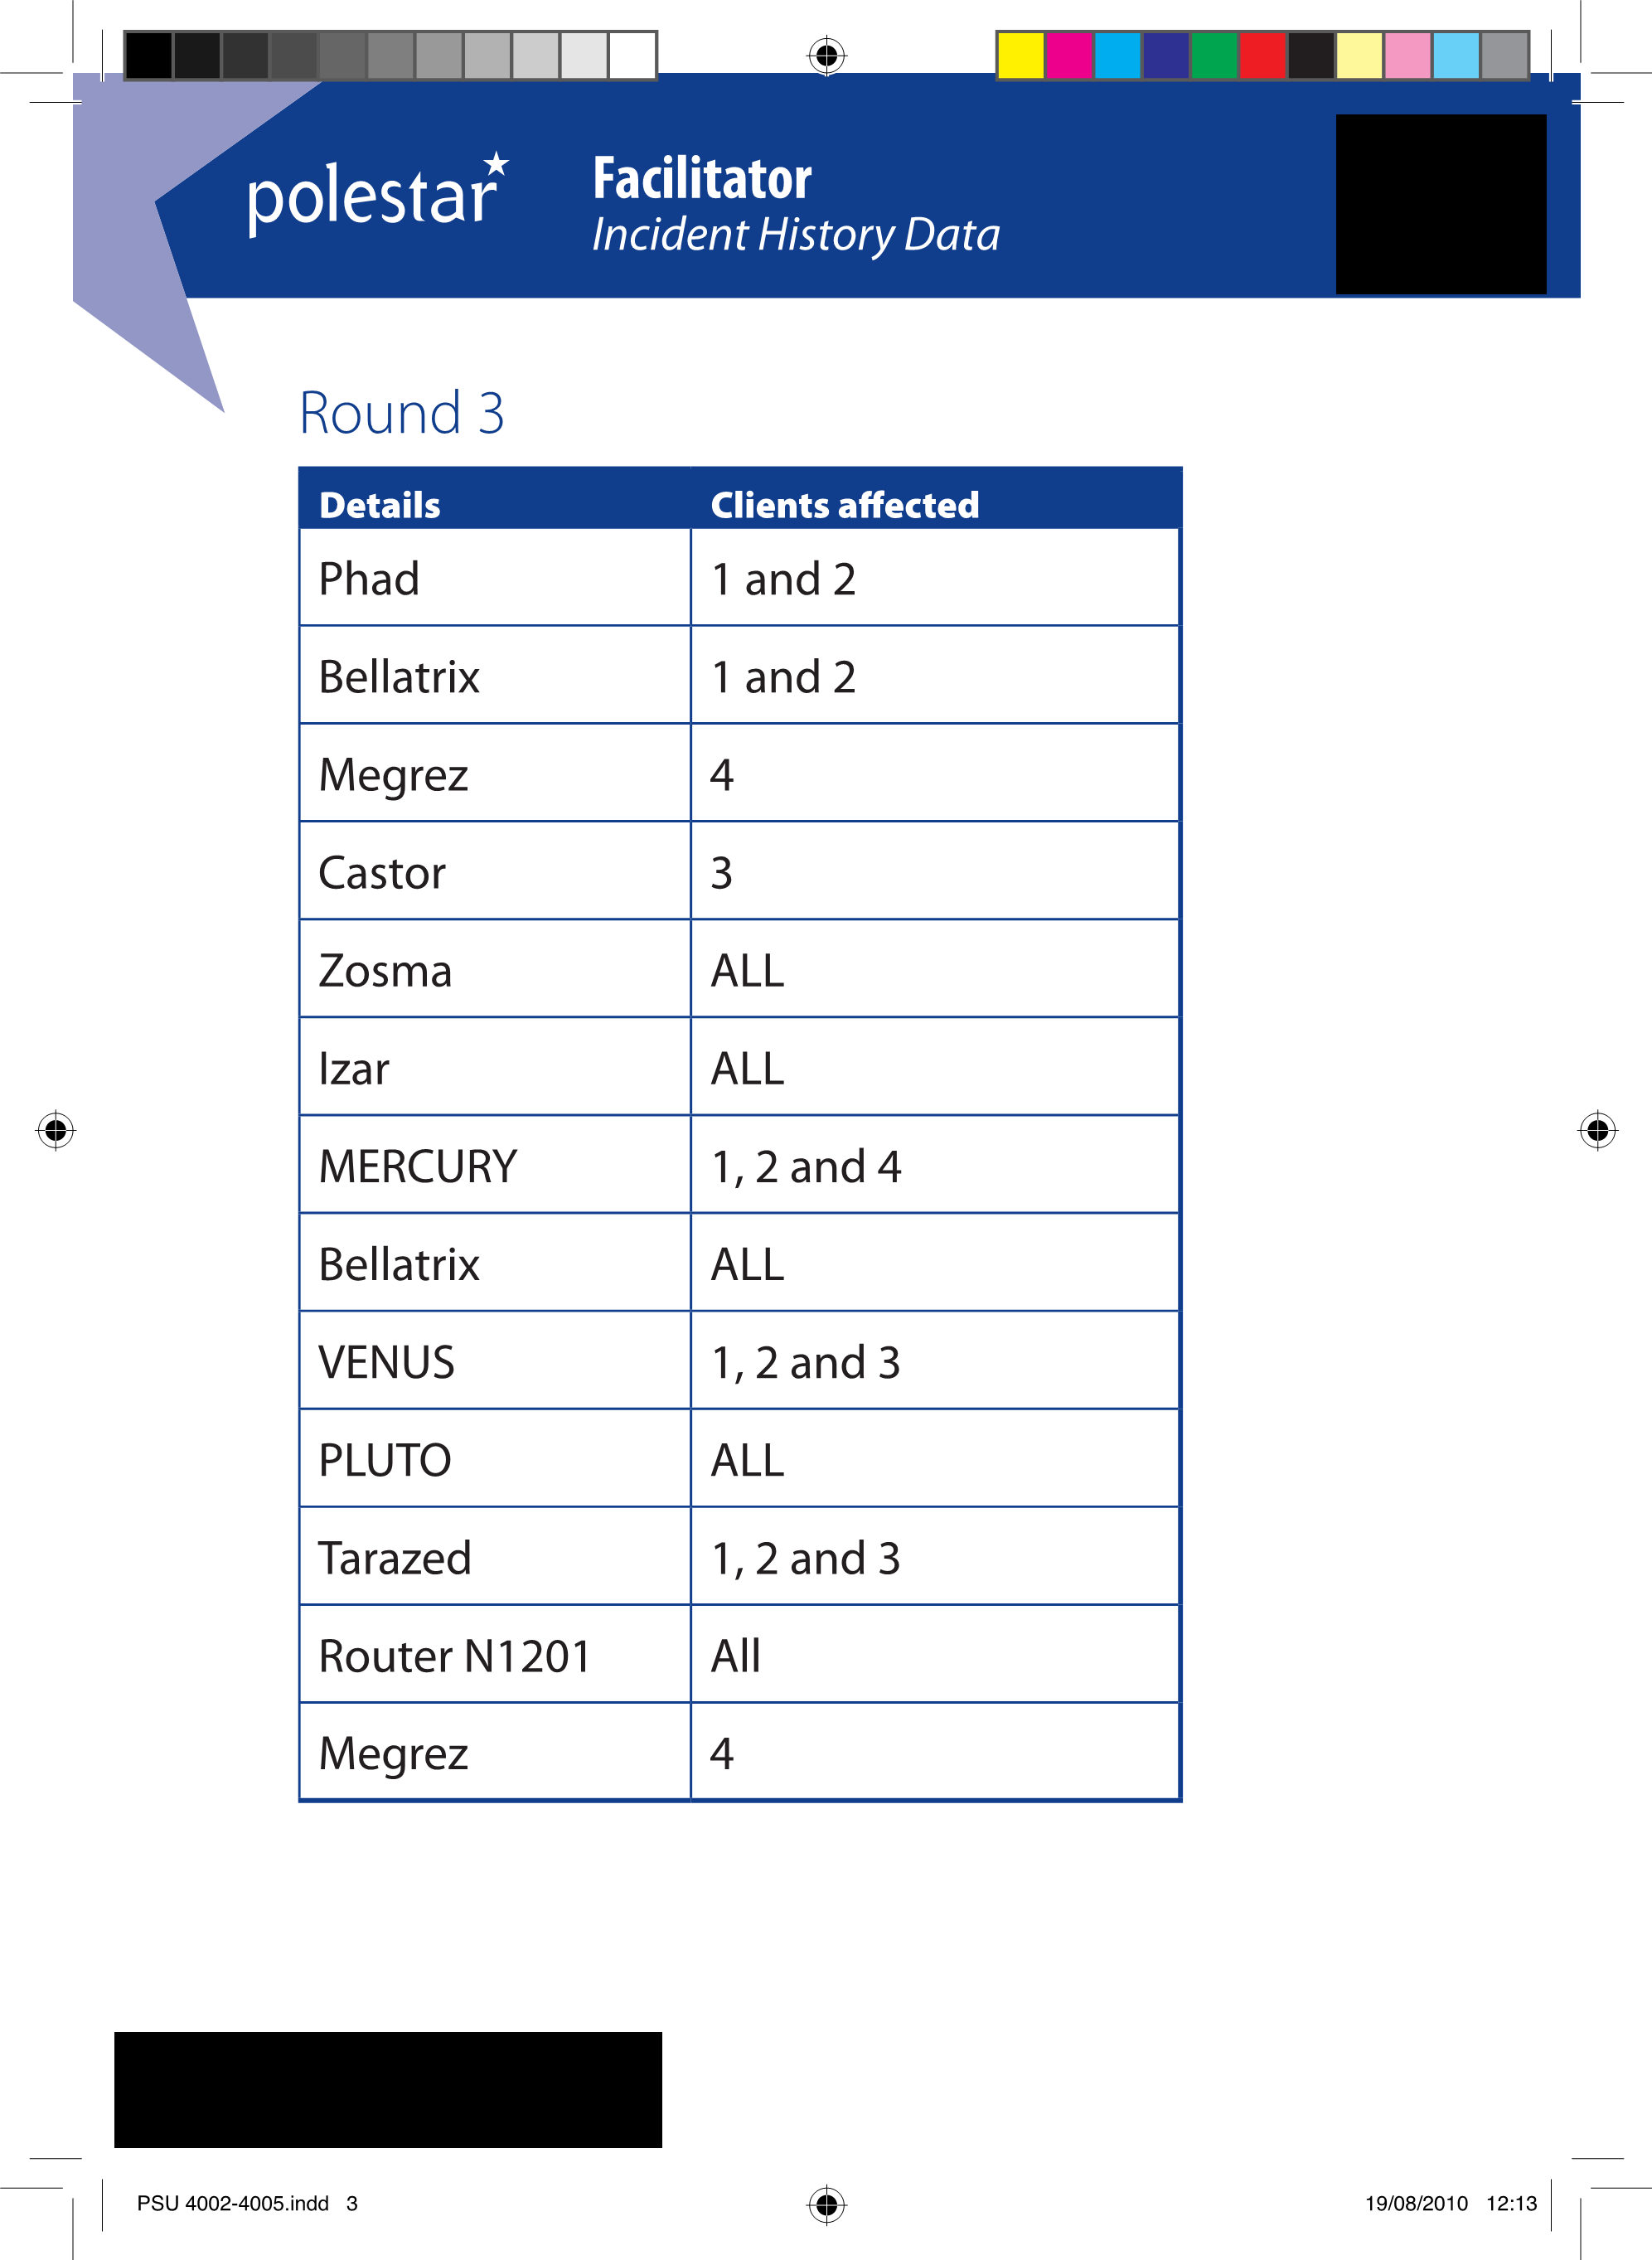 polestar
Facilitator
Incident History Data
Round 3
Details Clients affected
Phad 1 and 2
Bellatrix 1 and 2
Megrez 4
Castor 3
Zosma ALL
Izar ALL
MERCURY 1, 2 and 4
Bellatrix ALL
VENUS 1, 2 and 3
PLUTO ALL
Tarazed 1, 2 and 3
Router N1201 All
Megrez 4
PSU 4002-4005.indd 3 19/08/2010 12:13